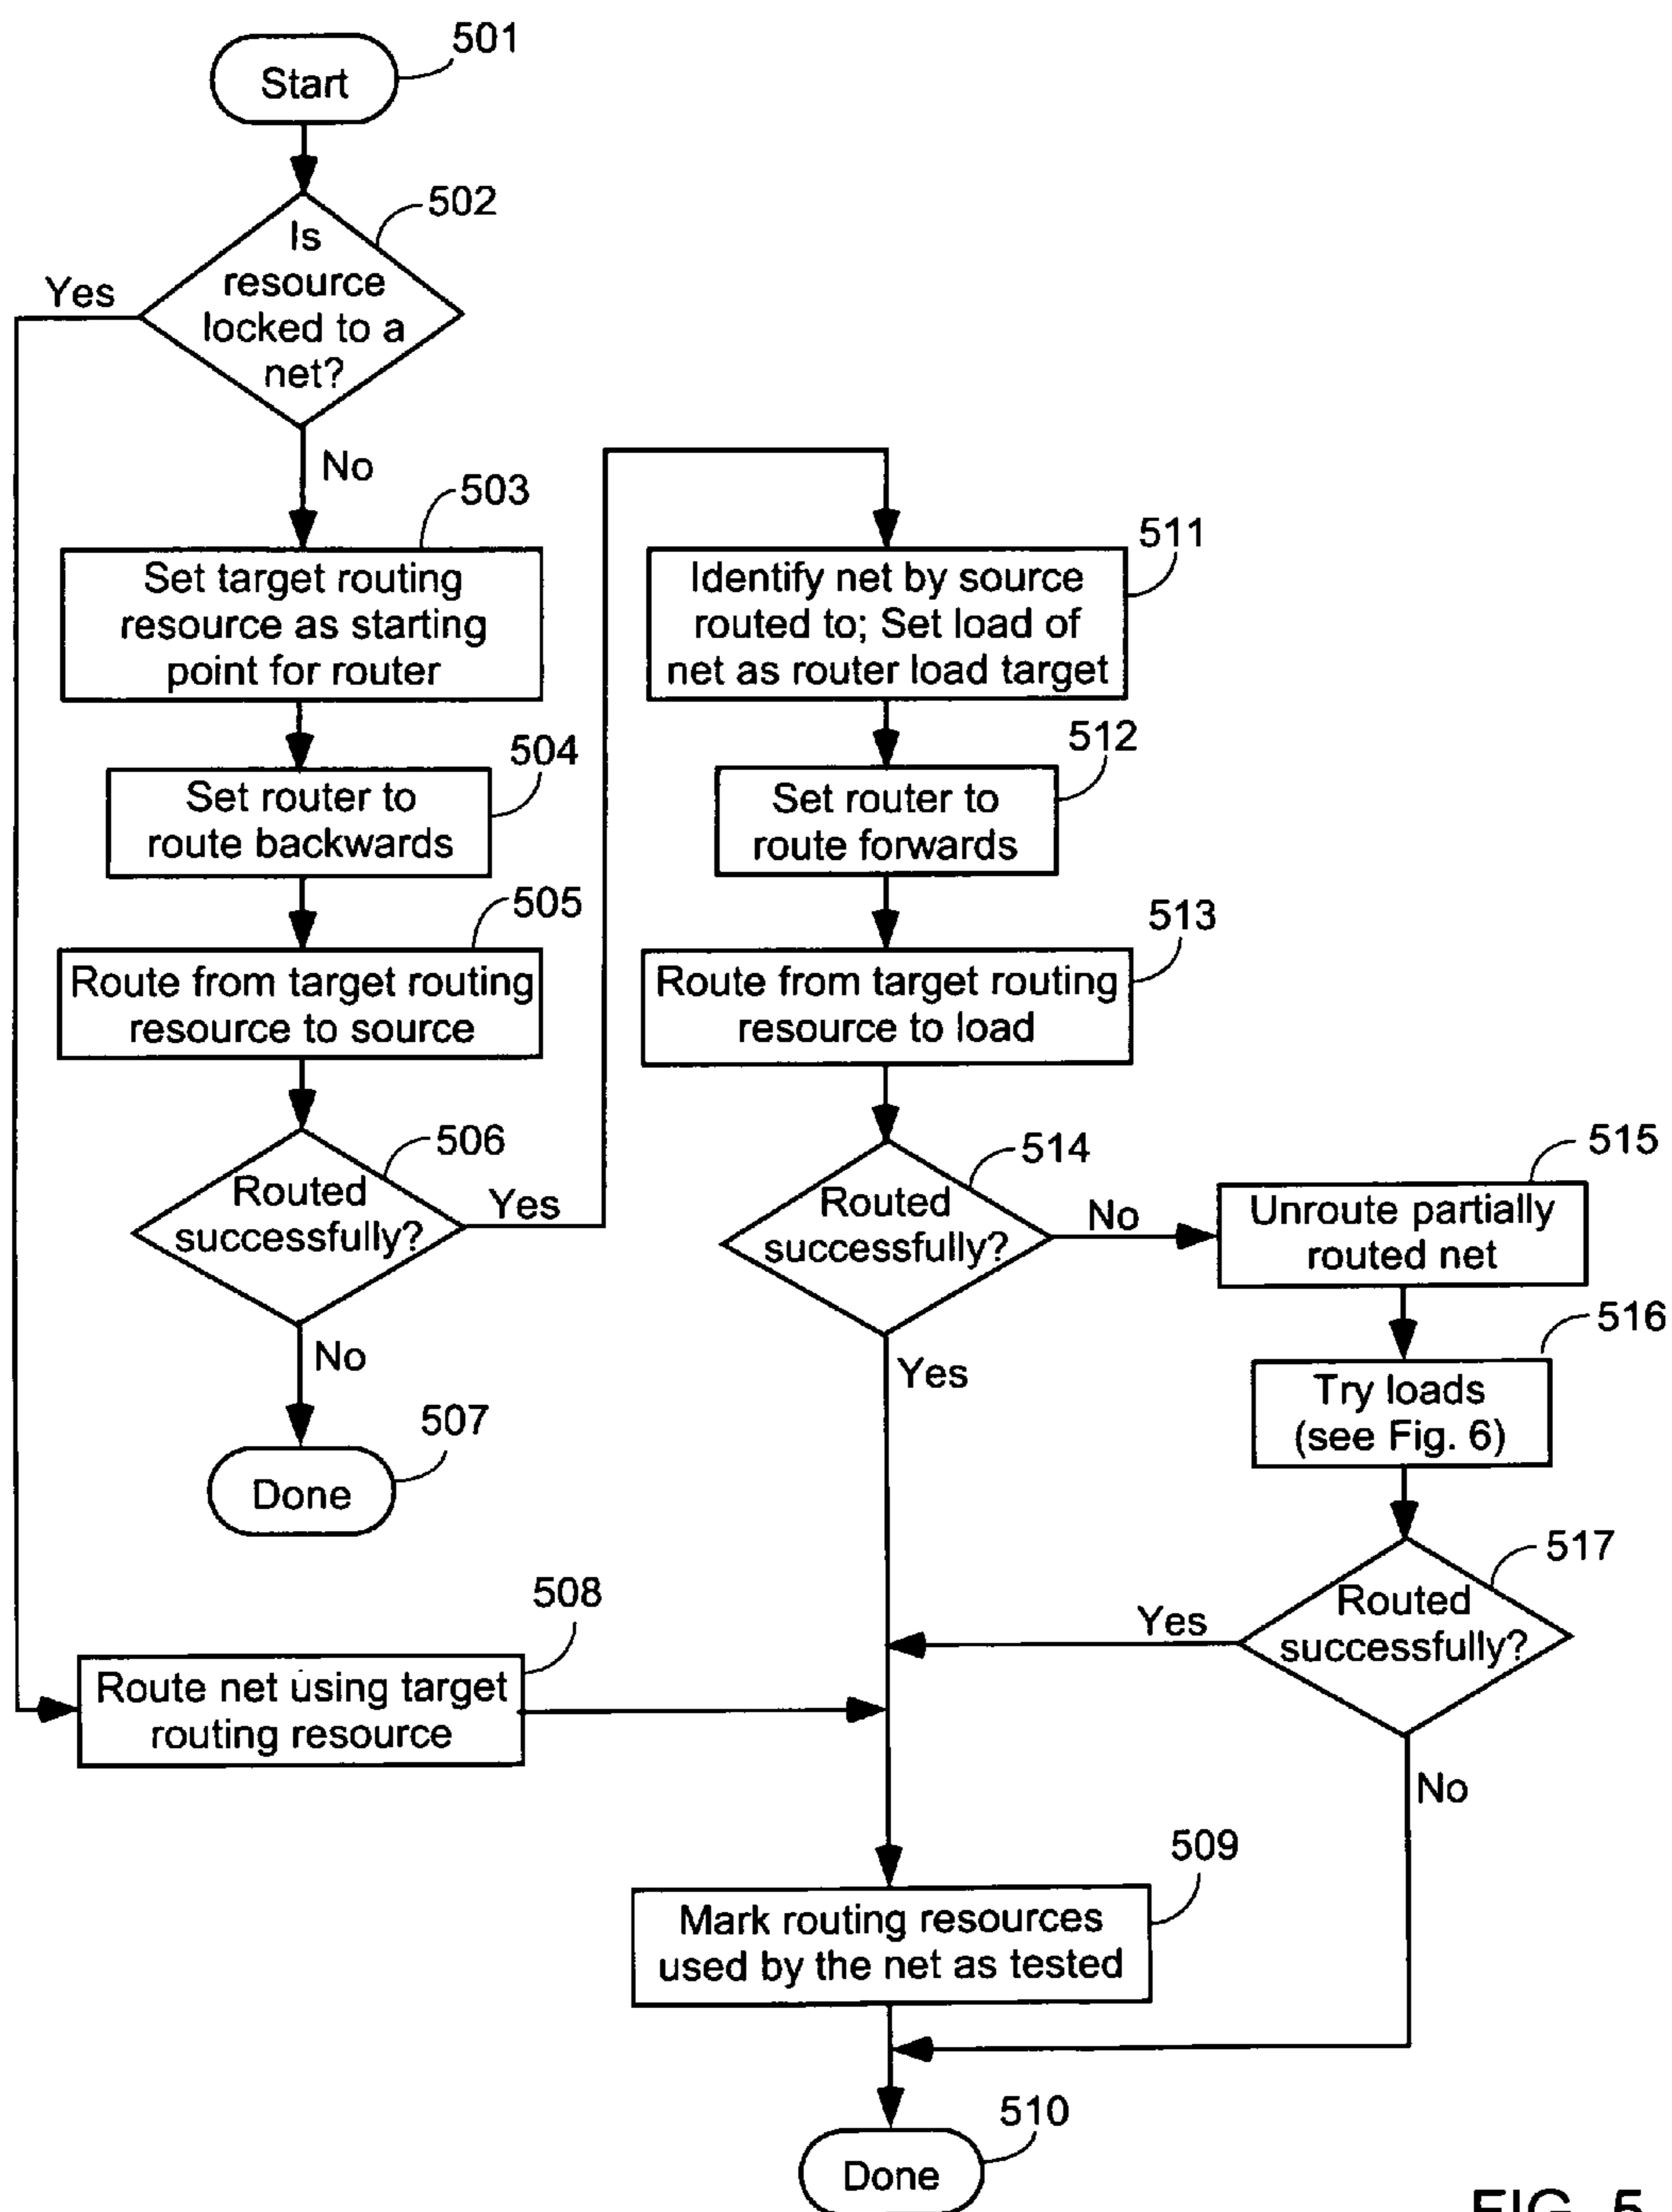 501
Start
502
Is
resource
locked to a
net?
Yes
No
503
Set target routing
resource as starting
point for router
504
Set router to
route backwards
505
Route from target routing
resource to source
506
Routed
successfully?
Yes
No
507
Done
508
Route net using target
routing resource
511
Identify net by source
routed to; Set load of
net as router load target
512
Set router to
route forwards
513
Route from target routing
resource to load
514
Routed
successfully?
No
Yes
515
Unroute partially
routed net
516
Try loads
(see Fig. 6)
517
Routed
successfully?
Yes
No
509
Mark routing resources
used by the net as tested
510
Done
FIG. 5